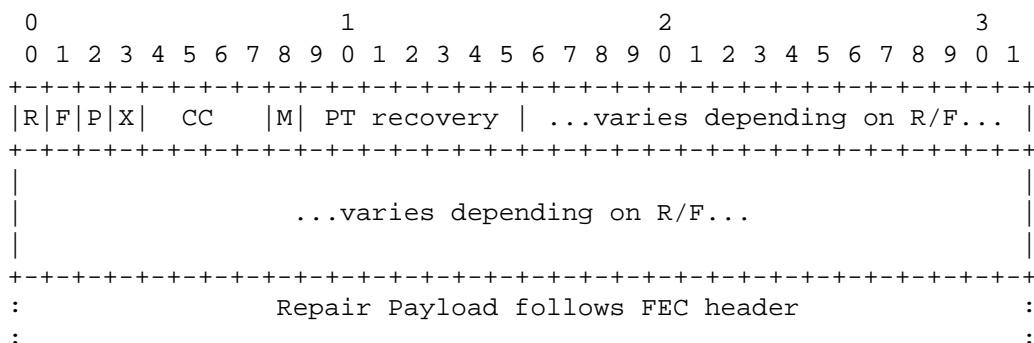 0                   1                   2                   3
 0 1 2 3 4 5 6 7 8 9 0 1 2 3 4 5 6 7 8 9 0 1 2 3 4 5 6 7 8 9 0 1
+-+-+-+-+-+-+-+-+-+-+-+-+-+-+-+-+-+-+-+-+-+-+-+-+-+-+-+-+-+-+-+-+
|R|F|P|X|  CC   |M| PT recovery | ...varies depending on R/F... |
+-+-+-+-+-+-+-+-+-+-+-+-+-+-+-+-+-+-+-+-+-+-+-+-+-+-+-+-+-+-+-+-+
|                                                               |
|                 ...varies depending on R/F...                 |
|                                                               |
+-+-+-+-+-+-+-+-+-+-+-+-+-+-+-+-+-+-+-+-+-+-+-+-+-+-+-+-+-+-+-+-+
:                Repair Payload follows FEC header              :
:                                                               :